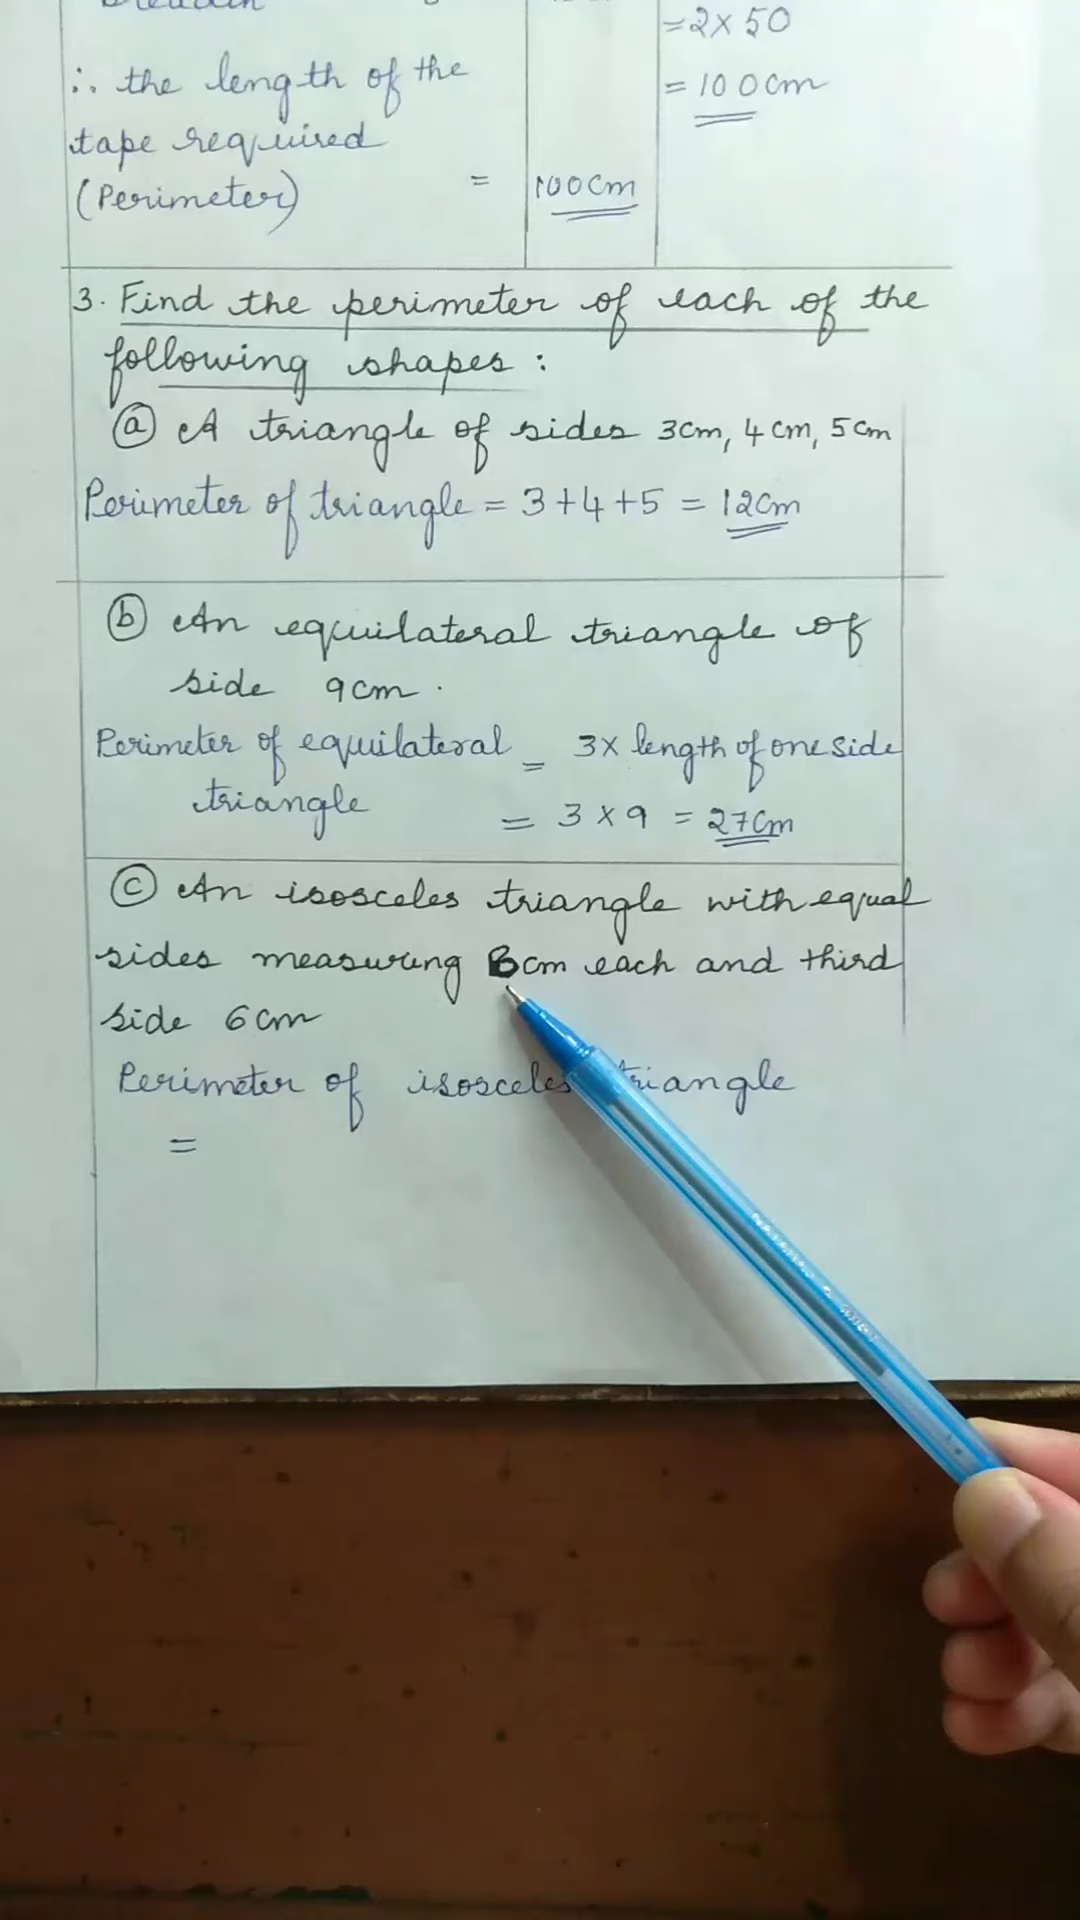 = 2 × 50
∴ the length of the
= 100cm
tape required
(Perimeter) = 100cm
3. Find the perimeter of each of the
following shapes :
(a) A triangle of sides 3cm, 4cm, 5cm
Perimeter of triangle = 3+4+5 = 12cm
(b) An equilateral triangle of
side 9cm.
Perimeter of equilateral = 3× length of one side
triangle = 3 × 9 = 27cm
(c) An isosceles triangle with equal
sides measuring cm each and third
side 6cm
Perimeter of isosceles triangle
=